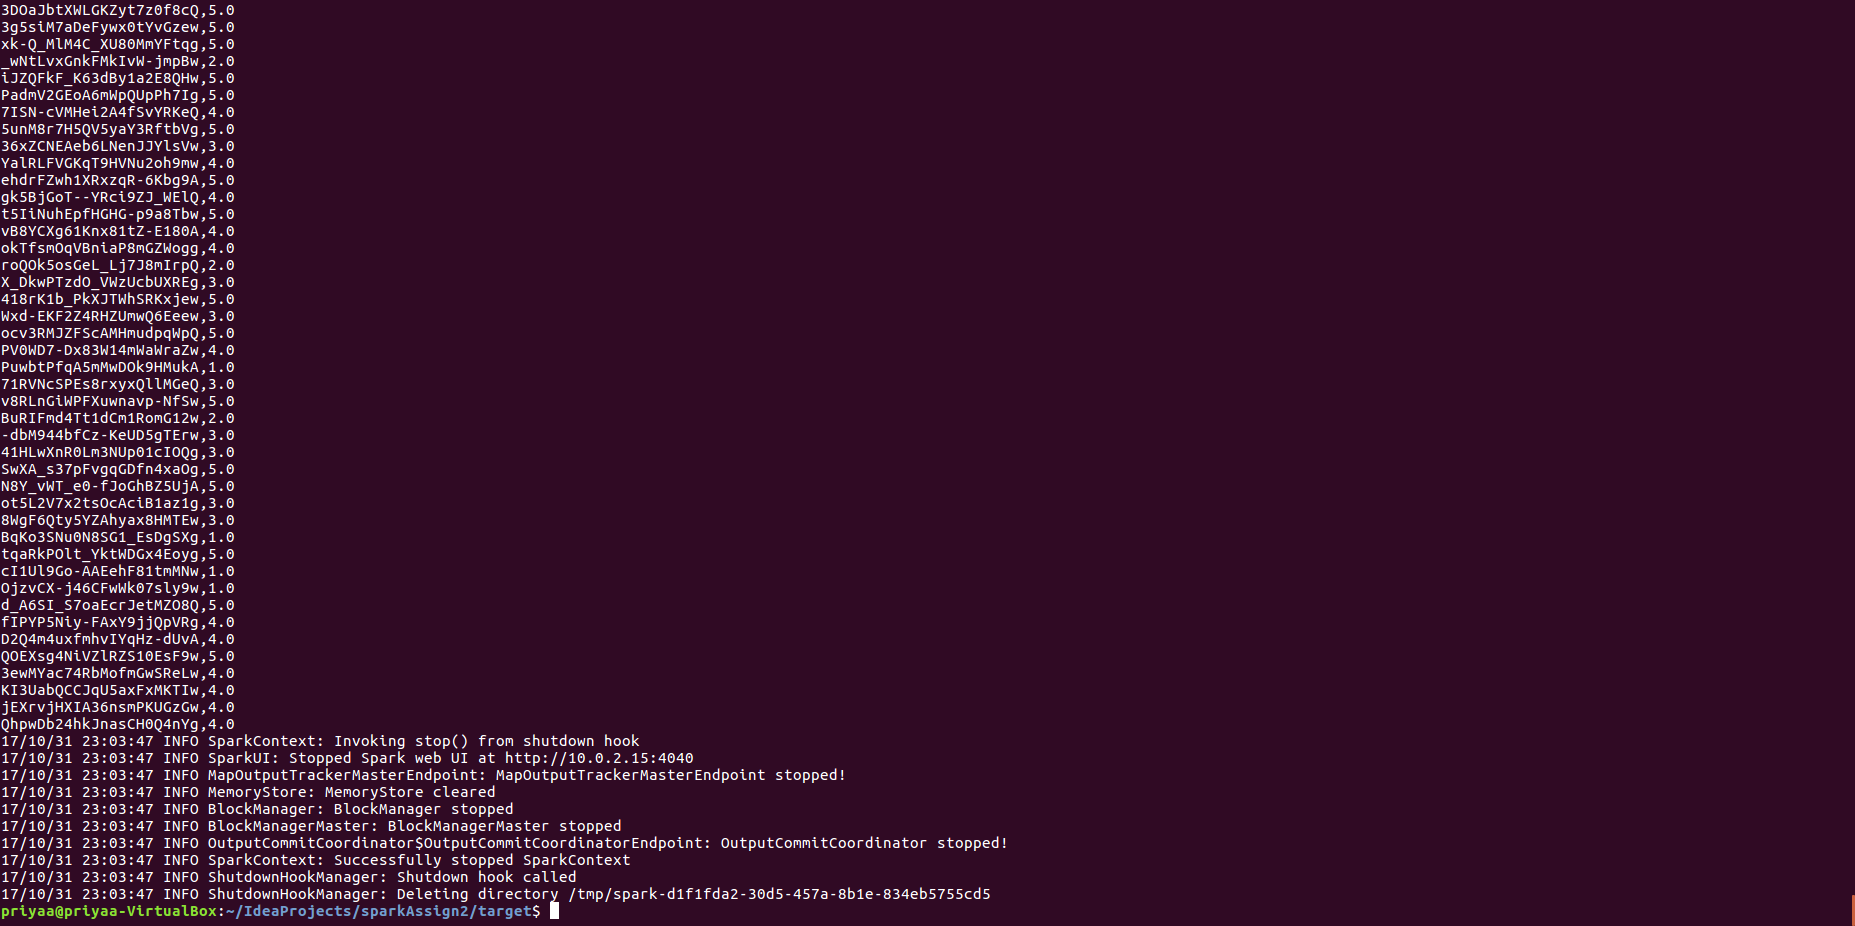 3DOaJbtXWLGKZyt7z0f8cQ,5.0
3g5siM7aDeFywx0tYvGzew,5.0
xk-Q_MlM4C_XU80MmYFtqg,5.0
_wNtLvxGnkFMkIvW-jmpBw,2.0
iJZQFkF_K63dBy1a2E8QHw,5.0
PadmV2GEoA6mWpQUpPh7Ig,5.0
7ISN-cVMHei2A4fSvYRKeQ,4.0
5unM8r7H5QV5yaY3RftbVg,5.0
36xZCNEAeb6LNenJJYlsVw,3.0
YalRLFVGKqT9HVNu2oh9mw,4.0
ehdrFZwh1XRxzqR-6Kbg9A,5.0
gk5BjGoT--YRci9ZJ_WElQ,4.0
t5IiNuhEpfHGHG-p9a8Tbw,5.0
vB8YCXg61Knx81tZ-E180A,4.0
okTfsmOqVBniaP8mGZWogg,4.0
roQOk5osGeL_Lj7J8mIrpQ,2.0
X_DkwPTzdO_VWzUcbUXREg,3.0
418rK1b_PkXJTWhSRKxjew,5.0
Wxd-EKF2Z4RHZUmwQ6Eeew,3.0
ocv3RMJZFScAMHmudpqWpQ,5.0
PV0WD7-Dx83W14mWaWraZw,4.0
PuwbtPfqA5mMwDOk9HMukA,1.0
71RVNcSPEs8rxyxQllMGeQ,3.0
v8RLnGiWPFXuwnavp-NfSw,5.0
BuRIFmd4Tt1dCm1RomG12w,2.0
-dbM944bfCz-KeUD5gTErw,3.0
41HLwXnR0Lm3NUp01cIOQg,3.0
SwXA_s37pFvgqGDfn4xaOg,5.0
N8Y_vWT_e0-fJoGhBZ5UjA,5.0
ot5L2V7x2tsOcAciB1az1g,3.0
8WgF6Qty5YZAhyax8HMTEw,3.0
BqKo3SNu0N8SG1_EsDgSXg,1.0
tqaRkPOlt_YktWDGx4Eoyg,5.0
cI1Ul9Go-AAEehF81tmMNw,1.0
OjzvCX-j46CFwWk07sly9w,1.0
d_A6SI_S7oaEcrJetMZO8Q,5.0
fIPYP5Niy-FAxY9jjQpVRg,4.0
D2Q4m4uxfmhvIYqHz-dUvA,4.0
QOEXsg4NiVZlRZS10EsF9w,5.0
3ewMYac74RbMofmGwSReLw,4.0
KI3UabQCCJqU5axFxMKTIw,4.0
jEXrvjHXIA36nsmPKUGzGw,4.0
QhpwDb24hkJnasCH0Q4nYg,4.0
17/10/31 23:03:47 INFO SparkContext: Invoking stop() from shutdown hook
17/10/31 23:03:47 INFO SparkUI: Stopped Spark web UI at http://10.0.2.15:4040
17/10/31 23:03:47 INFO MapOutputTrackerMasterEndpoint: MapOutputTrackerMasterEndpoint stopped!
17/10/31 23:03:47 INFO MemoryStore: MemoryStore cleared
17/10/31 23:03:47 INFO BlockManager: BlockManager stopped
17/10/31 23:03:47 INFO BlockManagerMaster: BlockManagerMaster stopped
17/10/31 23:03:47 INFO OutputCommitCoordinator$OutputCommitCoordinatorEndpoint: OutputCommitCoordinator stopped!
17/10/31 23:03:47 INFO SparkContext: Successfully stopped SparkContext
17/10/31 23:03:47 INFO ShutdownHookManager: Shutdown hook called
17/10/31 23:03:47 INFO ShutdownHookManager: Deleting directory /tmp/spark-d1f1fda2-30d5-457a-8b1e-834eb5755cd5
priyaa@priyaa-VirtualBox:~/IdeaProjects/sparkAssign2/target$